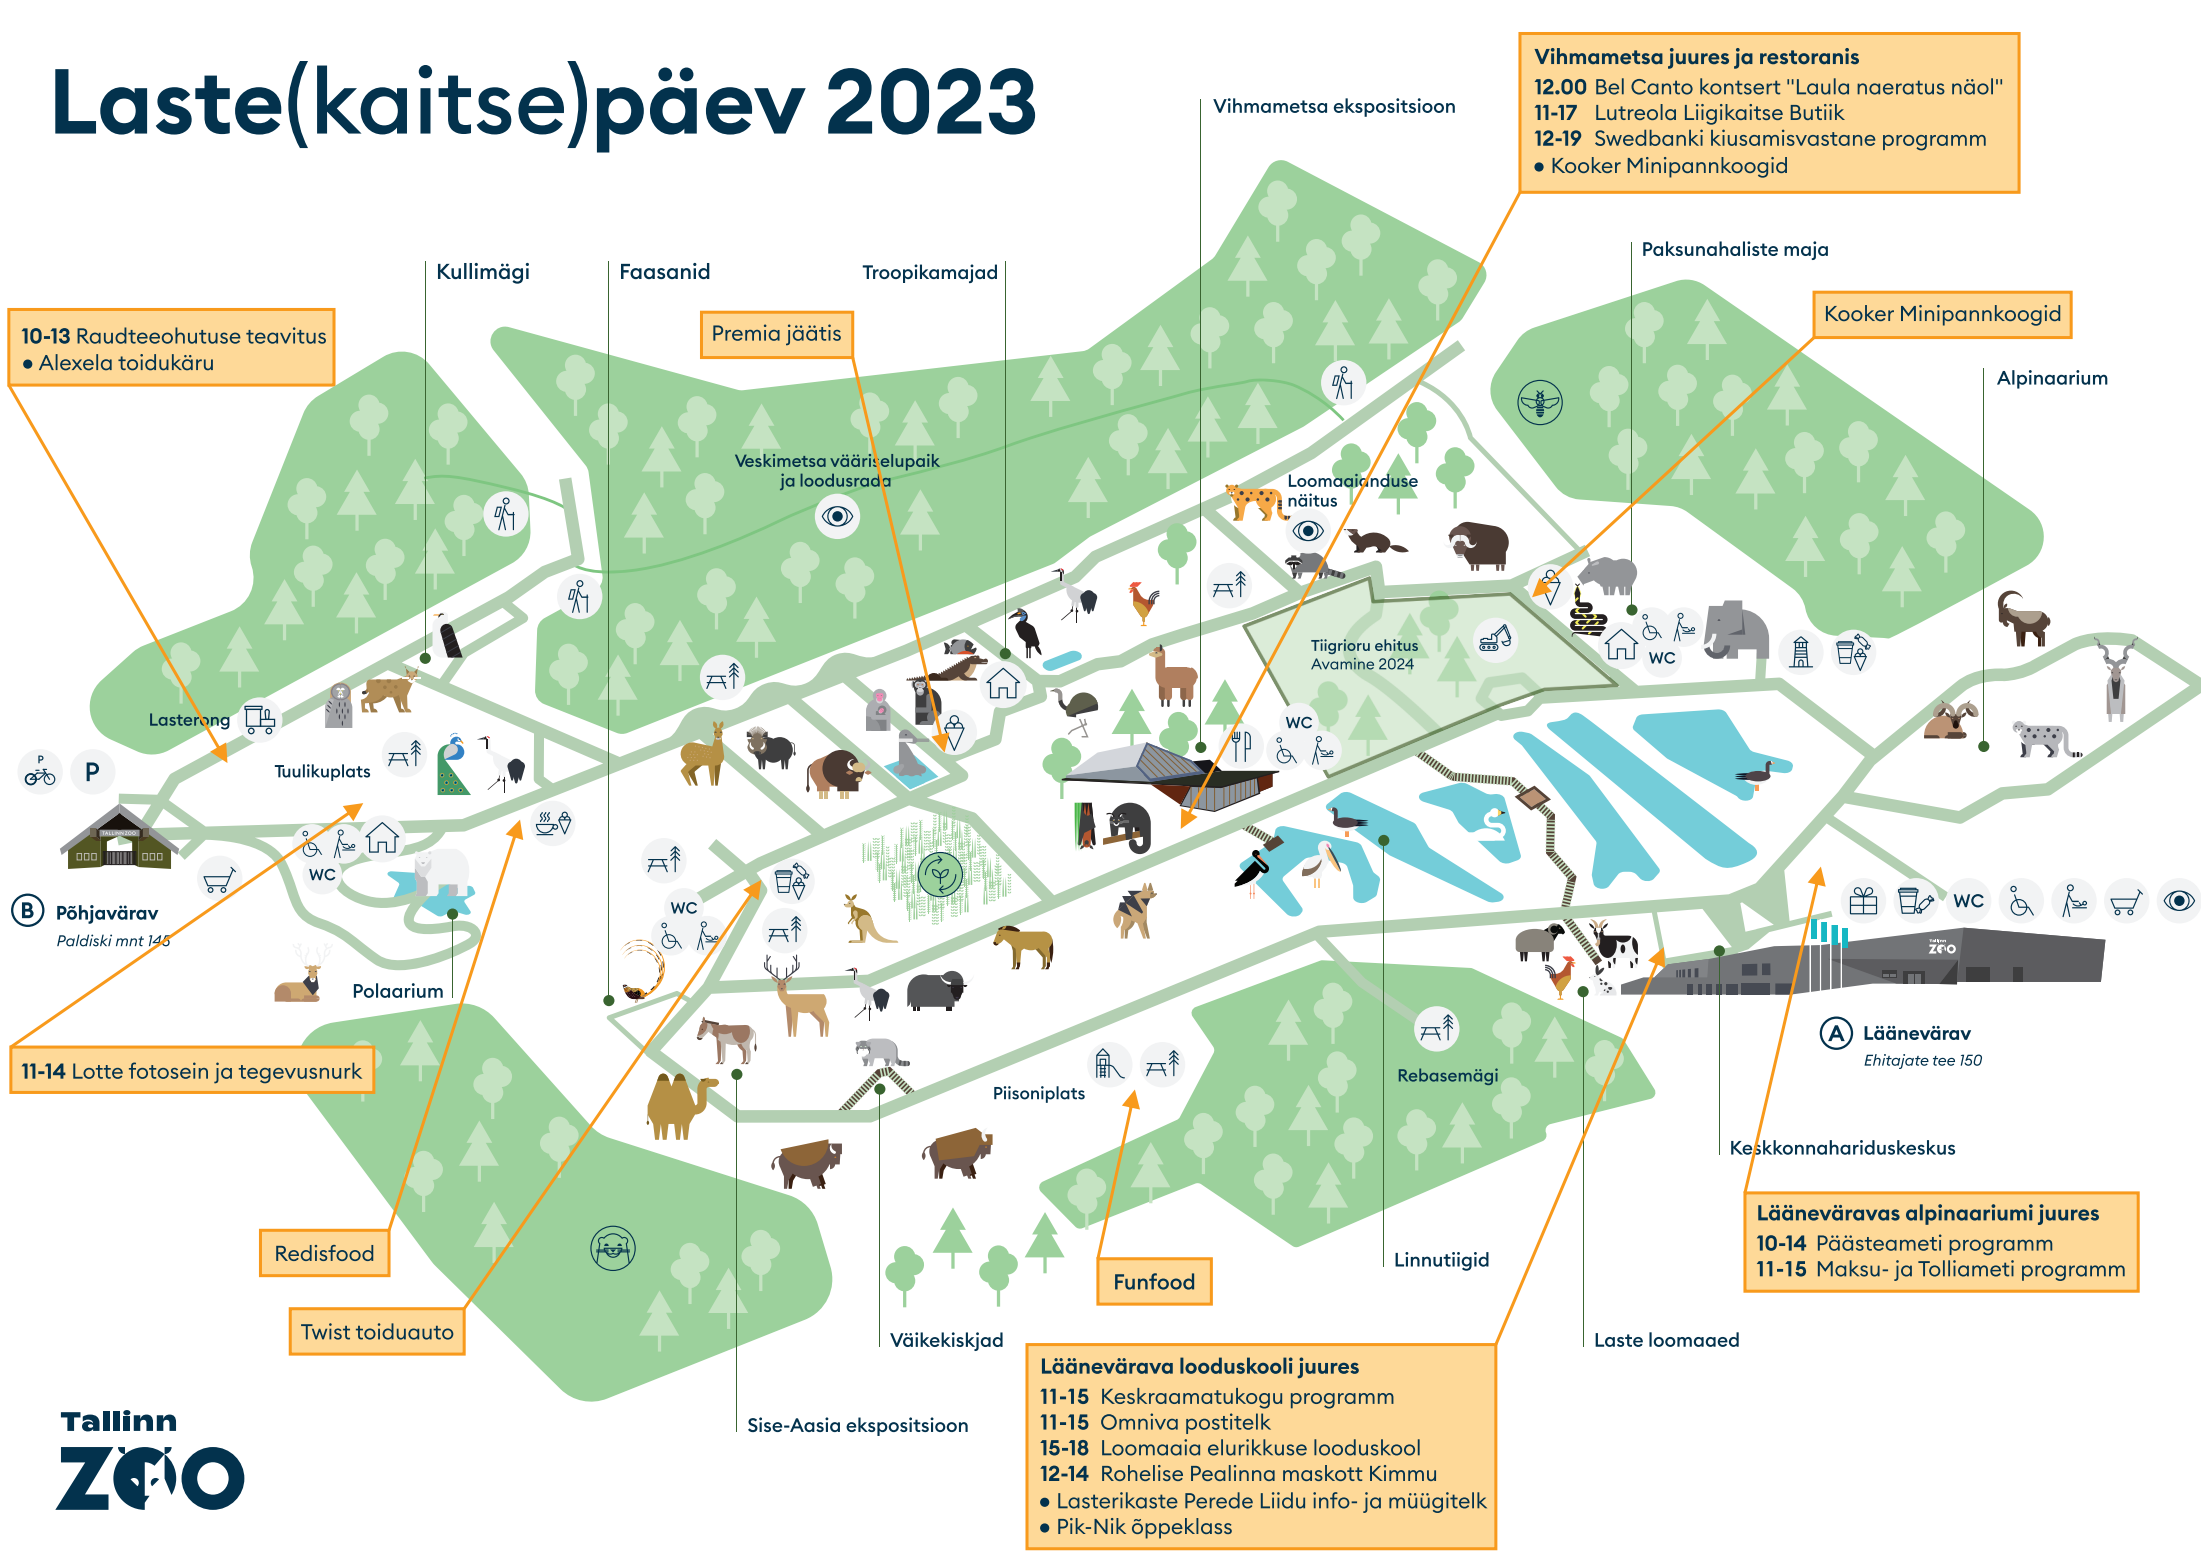 Laste(kaitse)päev 2023
Vihmametsa juures ja restoranis
12.00 Bel Canto kontsert "Laula naeratus näol"
11-17 Lutreola Liigikaitse Butiik
12-19 Swedbanki kiusamisvastane programm
• Kooker Minipannkoogid
Vihmametsa ekspositsioon
Paksunahaliste maja
Kullimägi
Faasanid
Troopikamajad
10-13 Raudteeohutuse teavitus
• Alexela toidukäru
Premia jäätis
Kooker Minipannkoogid
Alpinaarium
Veskimetsa vääriselupaik
ja loodusrada
Loomaaianduse
näitus
Tiigrioru ehitus
Avamine 2024
WC
Lasterong
WC
P
P
Tuulikuplats
TALLINN ZOO
WC
WC
WC
B Põhjavärav
Paldiski mnt 145
Tallinn
ZOO
Polaarium
A Läänevärav
Ehitajate tee 150
11-14 Lotte fotosein ja tegevusnurk
Piisoniplats
Rebasemägi
Keskkonnahariduskeskus
Lääneväravas alpinaariumi juures
10-14 Päästeameti programm
11-15 Maksu- ja Tolliameti programm
Redisfood
Funfood
Linnutiigid
Twist toiduauto
Väikekiskjad
Laste loomaaed
Läänevärava looduskooli juures
11-15 Keskraamatukogu programm
11-15 Omniva postitelk
15-18 Loomaaia elurikkuse looduskool
12-14 Rohelise Pealinna maskott Kimmu
• Lasterikaste Perede Liidu info- ja müügitelk
• Pik-Nik õppeklass
Sise-Aasia ekspositsioon
Tallinn
ZOO